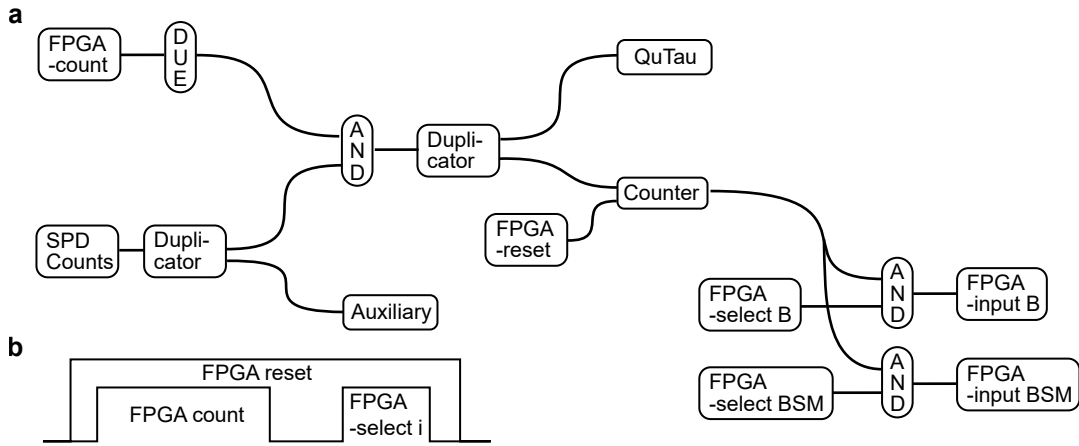 a
FPGA
-count
D
U
E
QuTau
A
N
D
Dupli-
cator
Counter
SPD
Counts
Dupli-
cator
FPGA
-reset
Auxiliary
FPGA
-select B
A
N
D
FPGA
-input B
b
FPGA reset
FPGA count
FPGA
-select i
FPGA
-select BSM
A
N
D
FPGA
-input BSM